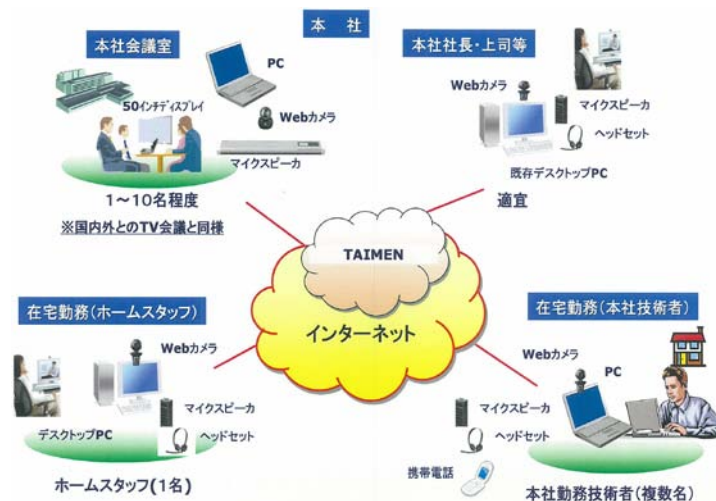 本 社
本社会議室
PC
50インチディスプレイ
Webカメラ
マイクスピーカ
1～10名程度
※国内外とのTV会議と同様
本社社長・上司等
Webカメラ
マイクスピーカ
ヘッドセット
既存デスクトップPC
適宜
TAIMEN
インターネット
在宅勤務(ホームスタッフ)
Webカメラ
マイクスピーカ
デスクトップPC
ヘッドセット
ホームスタッフ(1名)
在宅勤務(本社技術者)
Webカメラ
PC
マイクスピーカ
ヘッドセット
携帯電話
本社勤務技術者(複数名)